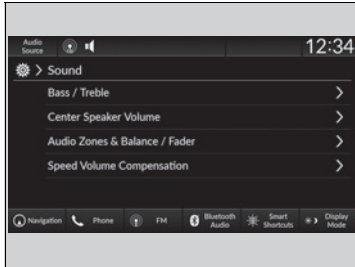 Audio
Source
12:34
Sound
Bass / Treble
Center Speaker Volume
Audio Zones & Balance / Fader
Speed Volume Compensation
Navigation
Phone
FM
Bluetooth
Audio
Smart
Shortcuts
Display
Mode